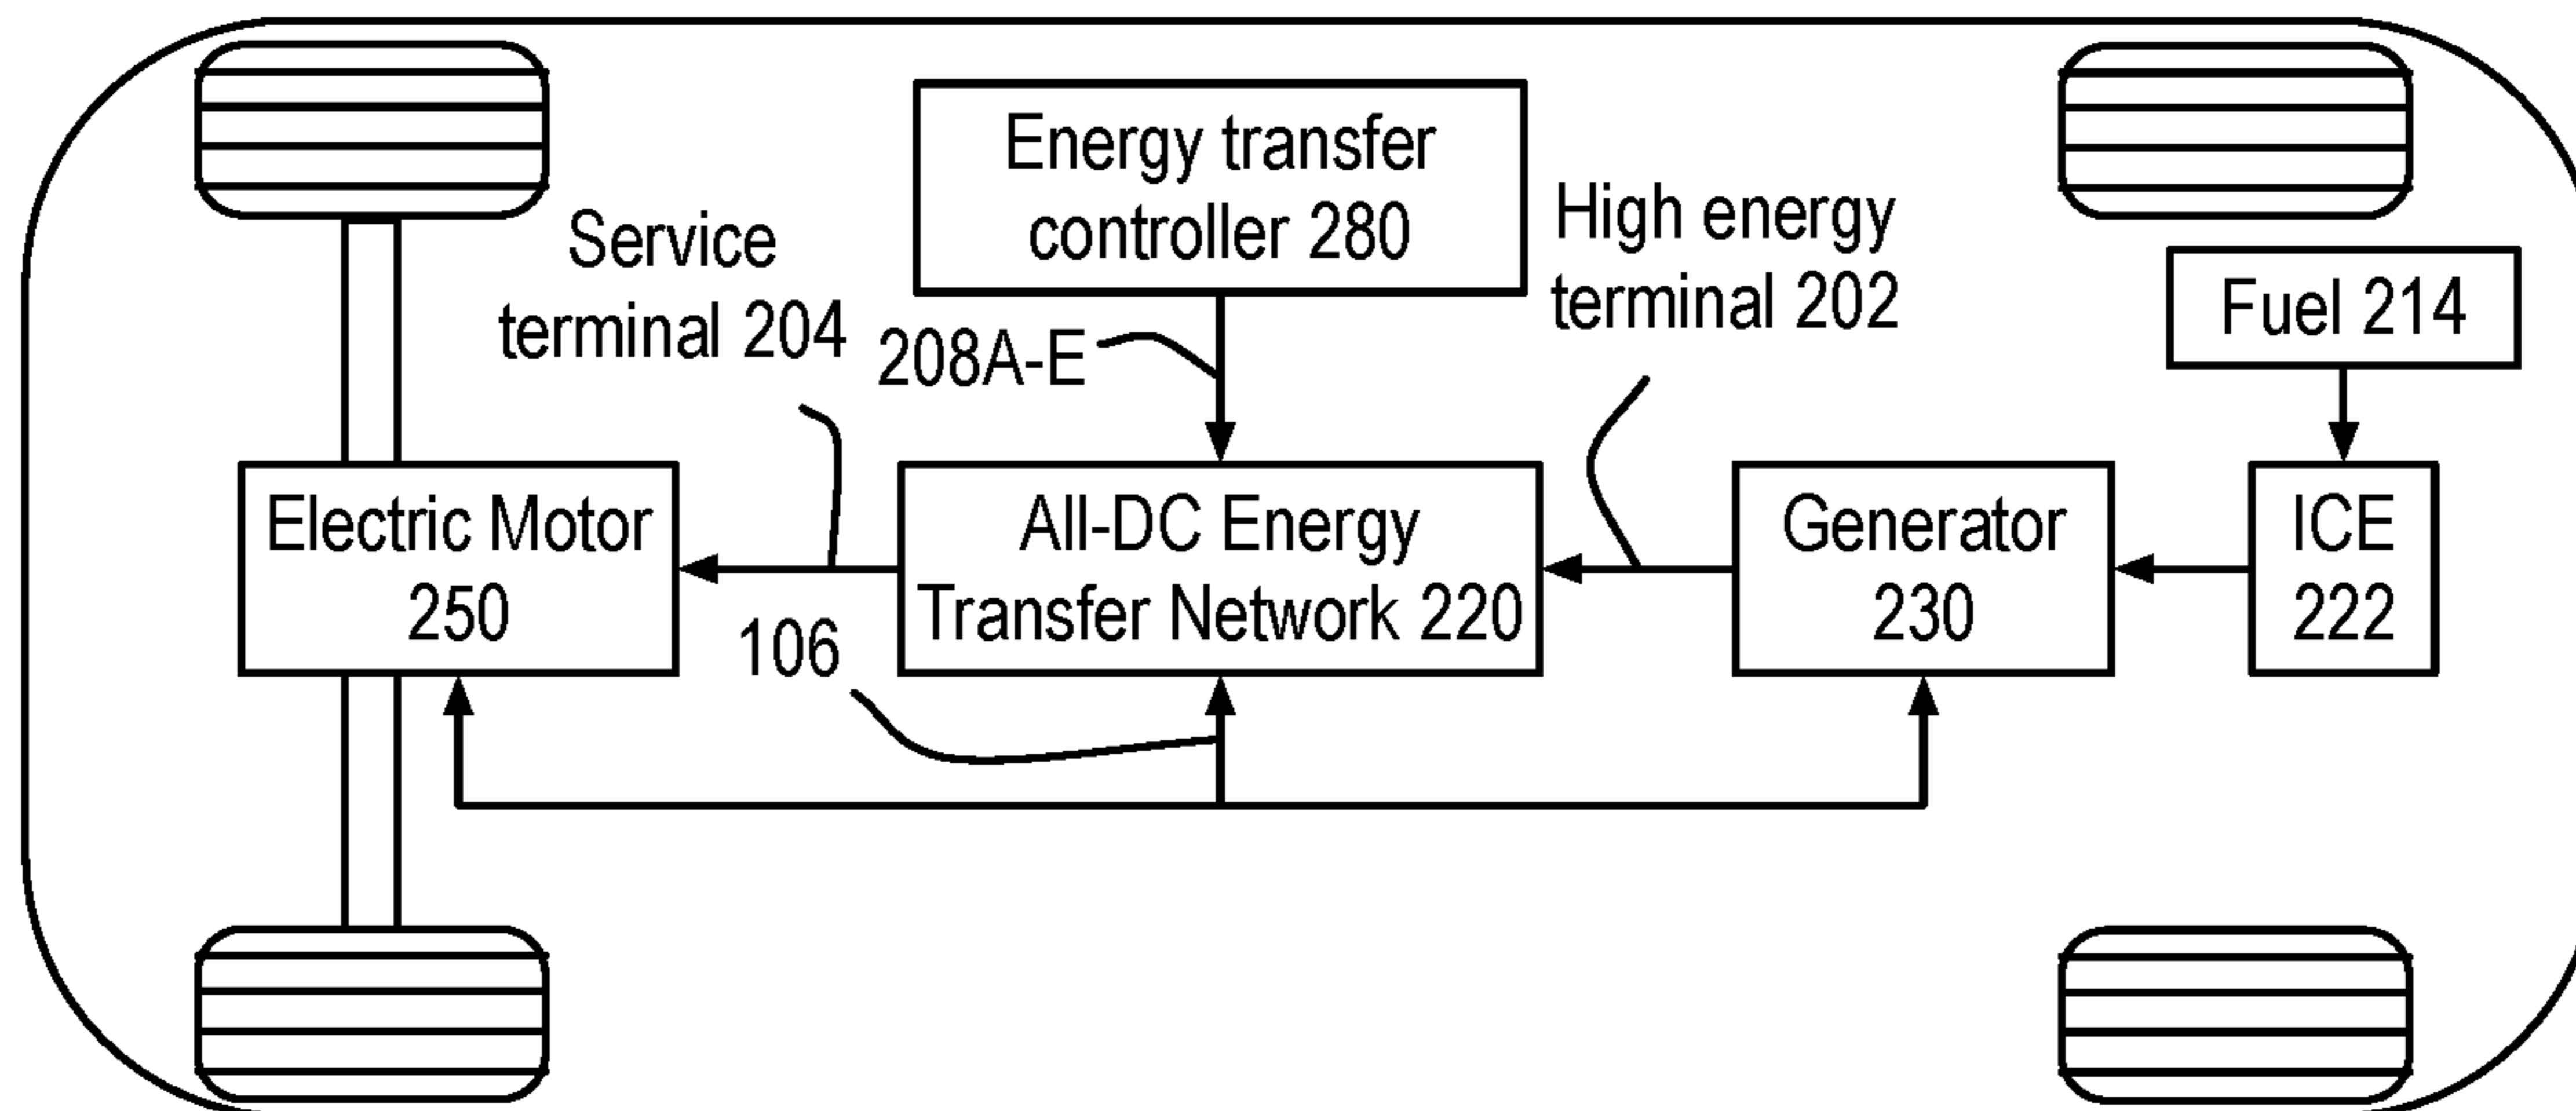 Energy transfer
controller 280
Service
terminal 204
208A-E
High energy
terminal 202
Fuel 214
Electric Motor
250
106
All-DC Energy
Transfer Network 220
Generator
230
ICE
222